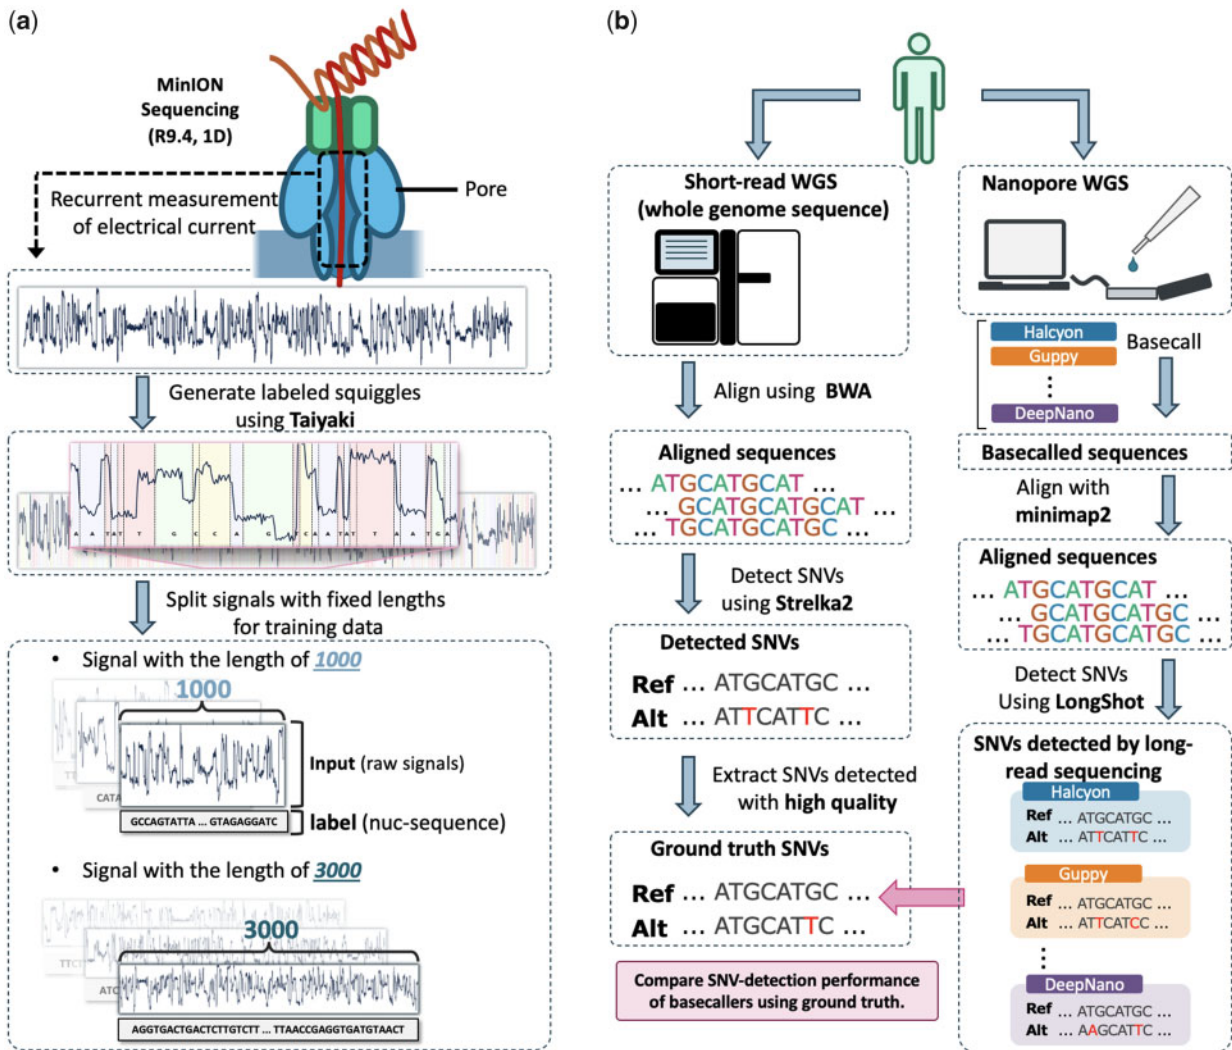 (a)
MinION
Sequencing
(R9.4, 1D)
Recurrent measurement
of electrical current
Pore
Generate labeled squiggles
using Taiyaki
A A T A T T G C C A G T C A A T A T T A A T G A
Split signals with fixed lengths
for training data
• Signal with the length of 1000
1000
Input (raw signals)
CATA
GCCAGTATTA ... GTAGAGGATC
label (nuc-sequence)
• Signal with the length of 3000
3000
ATC
AGGTGACTGACTCTTGTCTT ... TTAACCGAGGTGATGTAACT
(b)
Short-read WGS
(whole genome sequence)
Align using BWA
Aligned sequences
... ATGCATGCAT ...
... GCATGCATGCAT ...
... TGCATGCATGC ...
Detect SNVs
using Strelka2
Detected SNVs
Ref ... ATGCATGC ...
Alt ... ATTCATTC ...
Extract SNVs detected
with high quality
Ground truth SNVs
Ref ... ATGCATGC ...
Alt ... ATGCATTC ...
Compare SNV-detection performance
of basecallers using ground truth.
Nanopore WGS
Halcyon
Guppy
⋮
DeepNano
Basecall
Basecalled sequences
Align with
minimap2
Aligned sequences
... ATGCATGCAT ...
... GCATGCATGC ...
... TGCATGCATGC ...
Detect SNVs
Using LongShot
SNVs detected by long-
read sequencing
Halcyon
Ref ... ATGCATGC ...
Alt ... ATTCATTC ...
Guppy
Ref ... ATGCATGC ...
Alt ... ATTCATCC ...
⋮
DeepNano
Ref ... ATGCATGC ...
Alt ... AAGCATTC ...